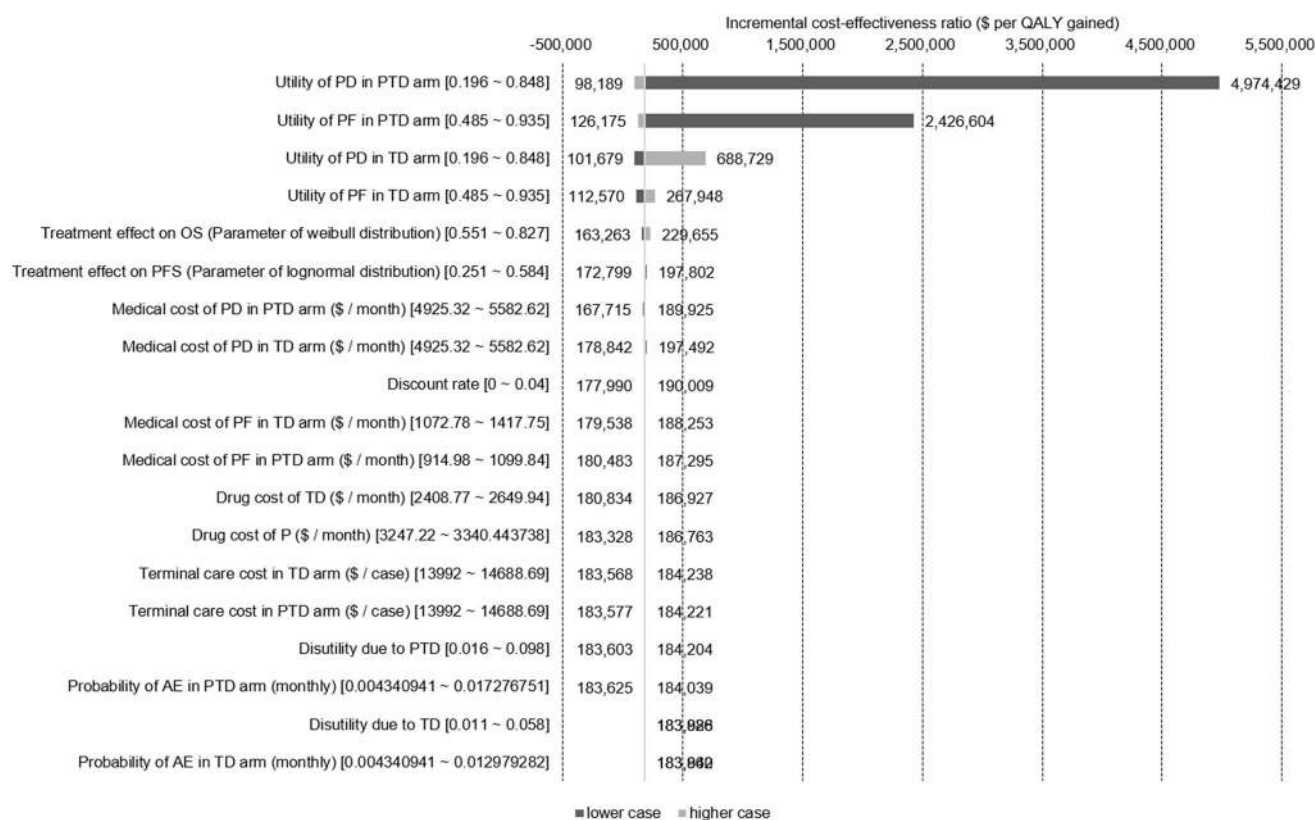 Incremental cost-effectiveness ratio ($ per QALY gained)
-500,000 500,000 1,500,000 2,500,000 3,500,000 4,500,000 5,500,000
Utility of PD in PTD arm [0.196 ~ 0.848] 98,189 4,974,429
Utility of PF in PTD arm [0.485 ~ 0.935] 126,175 2,426,604
Utility of PD in TD arm [0.196 ~ 0.848] 101,679 688,729
Utility of PF in TD arm [0.485 ~ 0.935] 112,570 267,948
Treatment effect on OS (Parameter of weibull distribution) [0.551 ~ 0.827] 163,263 229,655
Treatment effect on PFS (Parameter of lognormal distribution) [0.251 ~ 0.584] 172,799 197,802
Medical cost of PD in PTD arm ($ / month) [4925.32 ~ 5582.62] 167,715 189,925
Medical cost of PD in TD arm ($ / month) [4925.32 ~ 5582.62] 178,842 197,492
Discount rate [0 ~ 0.04] 177,990 190,009
Medical cost of PF in TD arm ($ / month) [1072.78 ~ 1417.75] 179,538 188,253
Medical cost of PF in PTD arm ($ / month) [914.98 ~ 1099.84] 180,483 187,295
Drug cost of TD ($ / month) [2408.77 ~ 2649.94] 180,834 186,927
Drug cost of P ($ / month) [3247.22 ~ 3340.443738] 183,328 186,763
Terminal care cost in TD arm ($ / case) [13992 ~ 14688.69] 183,568 184,238
Terminal care cost in PTD arm ($ / case) [13992 ~ 14688.69] 183,577 184,221
Disutility due to PTD [0.016 ~ 0.098] 183,603 184,204
Probability of AE in PTD arm (monthly) [0.004340941 ~ 0.017276751] 183,625 184,039
Disutility due to TD [0.011 ~ 0.058]
Probability of AE in TD arm (monthly) [0.004340941 ~ 0.012979282]
lower case higher case